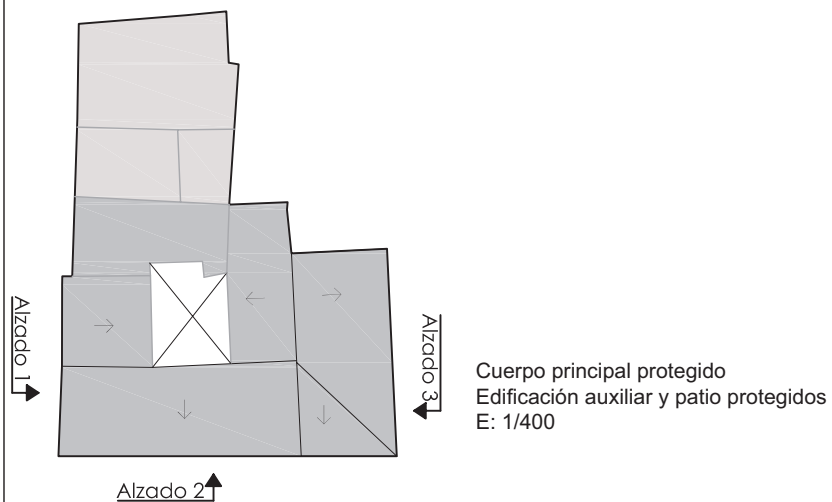 Alzado 1
Alzado 3
Cuerpo principal protegido
Edificación auxiliar y patio protegidos
E: 1/400
Alzado 2